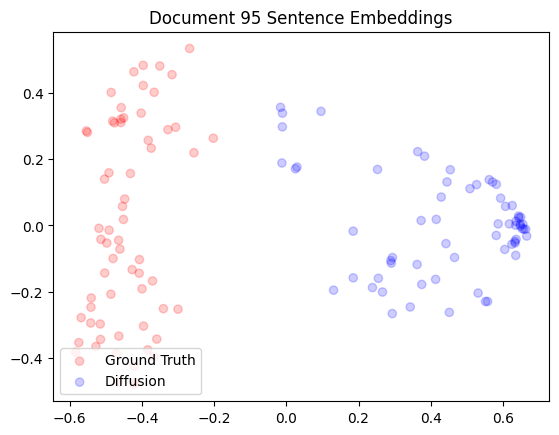 Document 95 Sentence Embeddings
0.4
0.2
0.0
−0.2
−0.4
Ground Truth
Diffusion
−0.6 −0.4 −0.2 0.0 0.2 0.4 0.6